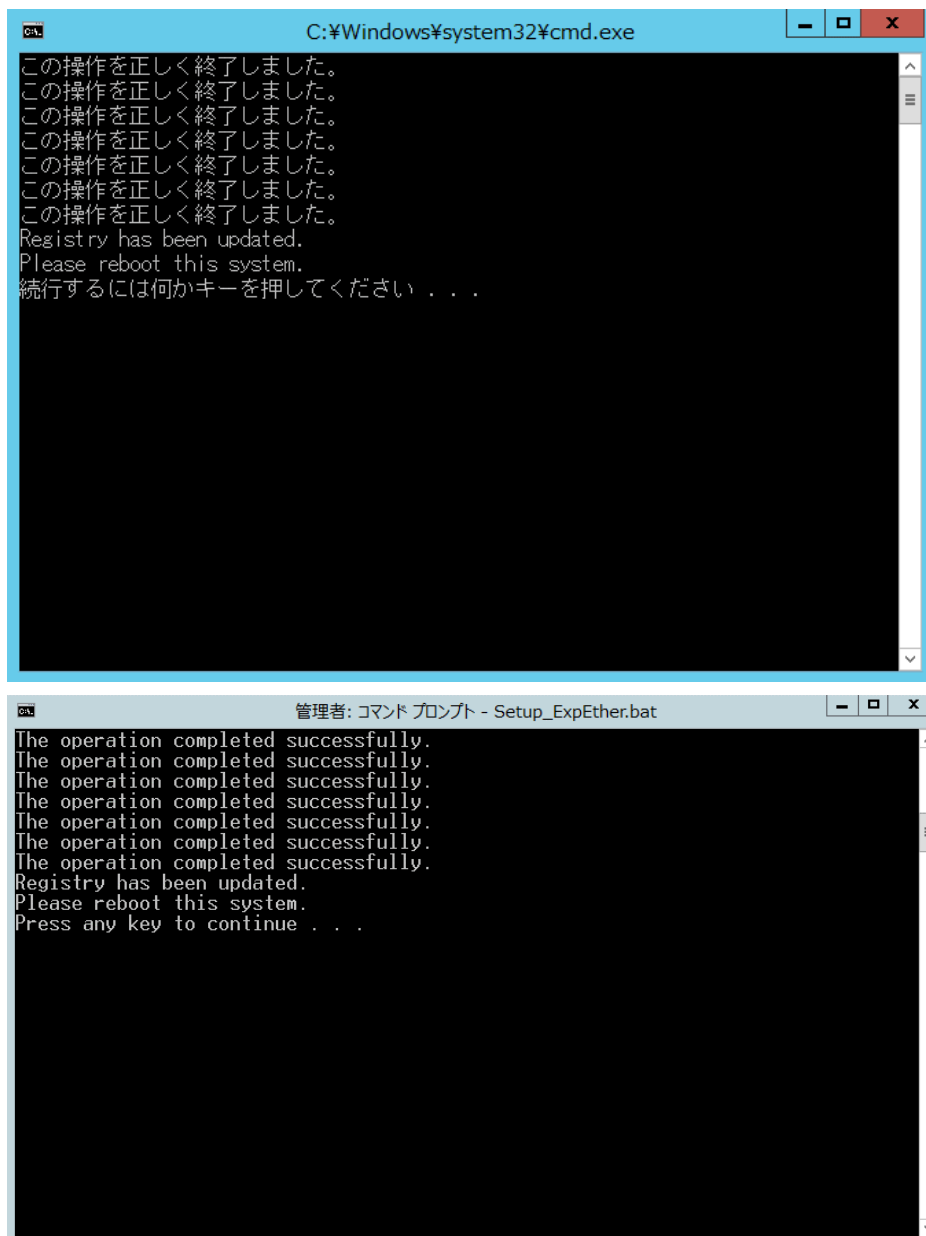 C:¥Windows¥system32¥cmd.exe
この操作を正しく終了しました。
この操作を正しく終了しました。
この操作を正しく終了しました。
この操作を正しく終了しました。
この操作を正しく終了しました。
この操作を正しく終了しました。
この操作を正しく終了しました。
Registry has been updated.
Please reboot this system.
続行するには何かキーを押してください . . .
管理者: コマンド プロンプト - Setup_ExpEther.bat
The operation completed successfully.
The operation completed successfully.
The operation completed successfully.
The operation completed successfully.
The operation completed successfully.
The operation completed successfully.
The operation completed successfully.
Registry has been updated.
Please reboot this system.
Press any key to continue . . .